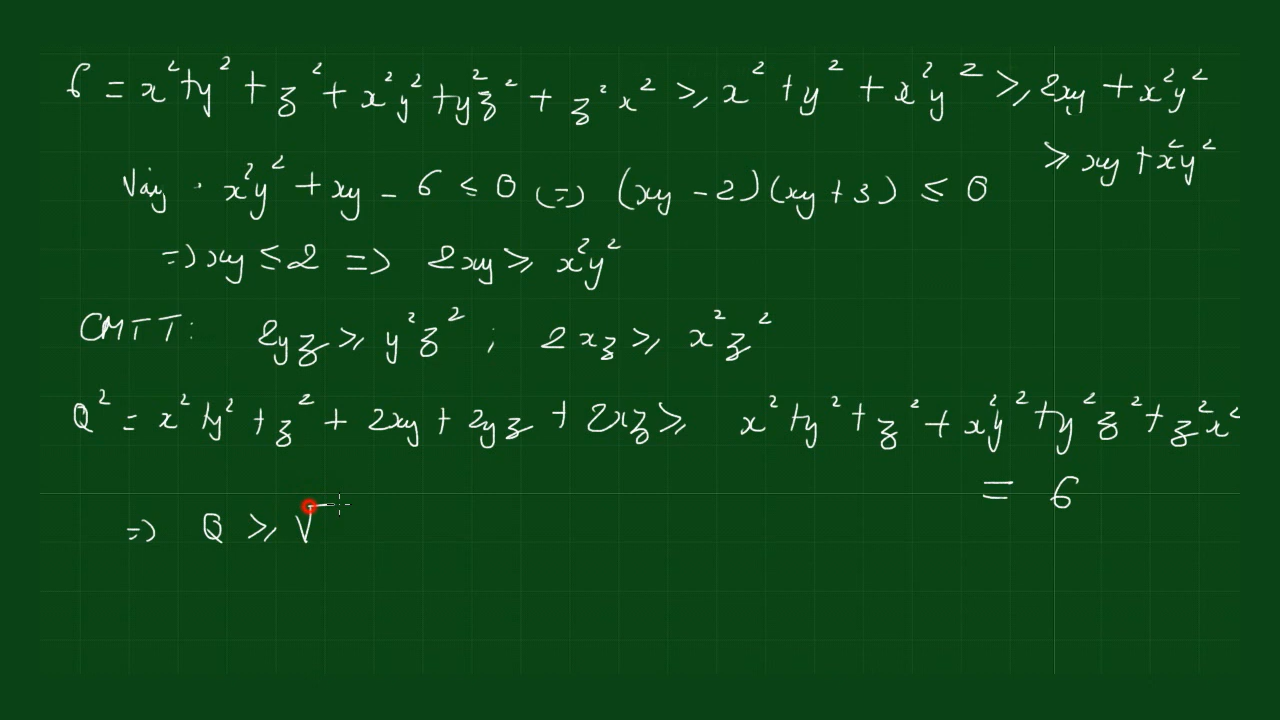 6 = x² + y² + z² + x²y² + y²z² + z²x² ⩾ x² + y² + x²y² ⩾ 2xy + x²y²
⩾ xy + x²y²
Vậy · x²y² + xy - 6 ≤ 0 (=) (xy - 2)(xy + 3) ≤ 0
=) xy ≤ 2 =) 2xy ⩾ x²y²
CMTT: 2yz ⩾ y²z² ; 2xz ⩾ x²z²
Q² = x² + y² + z² + 2xy + 2yz + 2xz ⩾ x² + y² + z² + x²y² + y²z² + z²x²
= 6
=) Q ⩾ √